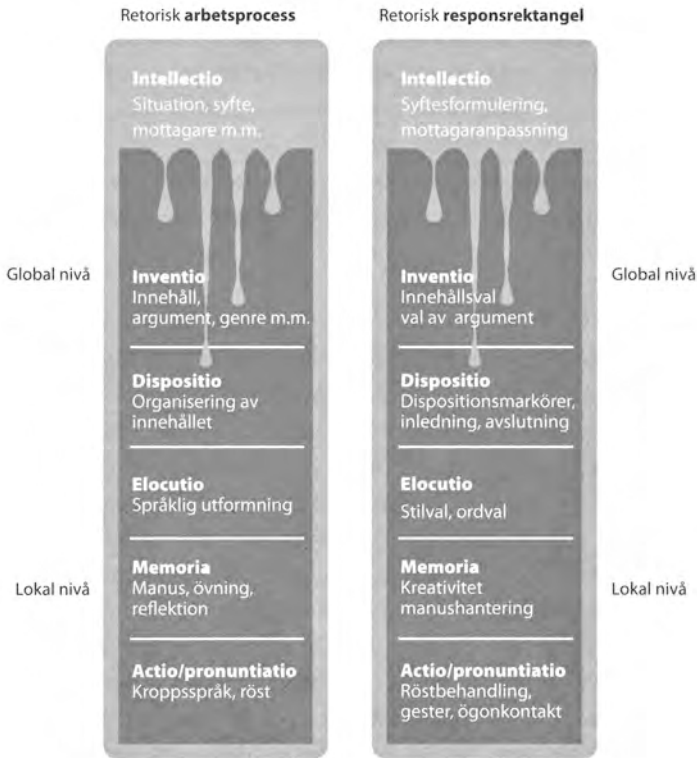 Retorisk arbetsprocess
Intellectio
Situation, syfte,
mottagare m.m.
Global nivå
Inventio
Innehåll,
argument, genre m.m.
Dispositio
Organisering av
innehållet
Elocutio
Språklig utformning
Lokal nivå
Memoria
Manus, övning,
reflektion
Actio/pronuntiatio
Kroppsspråk, röst
Retorisk responsrektangel
Intellectio
Syftesformulering,
mottagaranpassning
Global nivå
Inventio
Innehållsval
val av argument
Dispositio
Dispositionsmarkörer,
inledning, avslutning
Elocutio
Stilval, ordval
Lokal nivå
Memoria
Kreativitet
manushantering
Actio/pronuntiatio
Röstbehandling,
gester, ögonkontakt